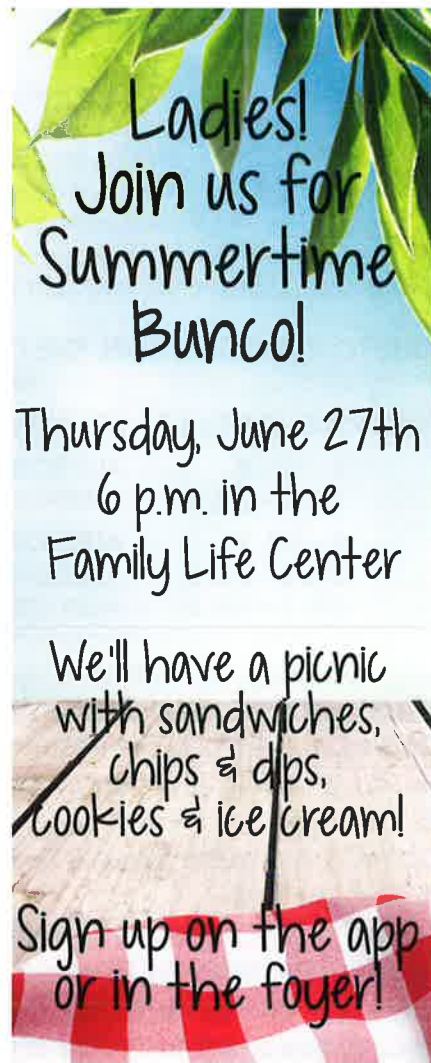 Ladies!
Join us for
Summertime
Bunco!
Thursday, June 27th
6 p.m. in the
Family Life Center
We'll have a picnic
with sandwiches,
chips & dips,
cookies & ice cream!
Sign up on the app
or in the foyer!